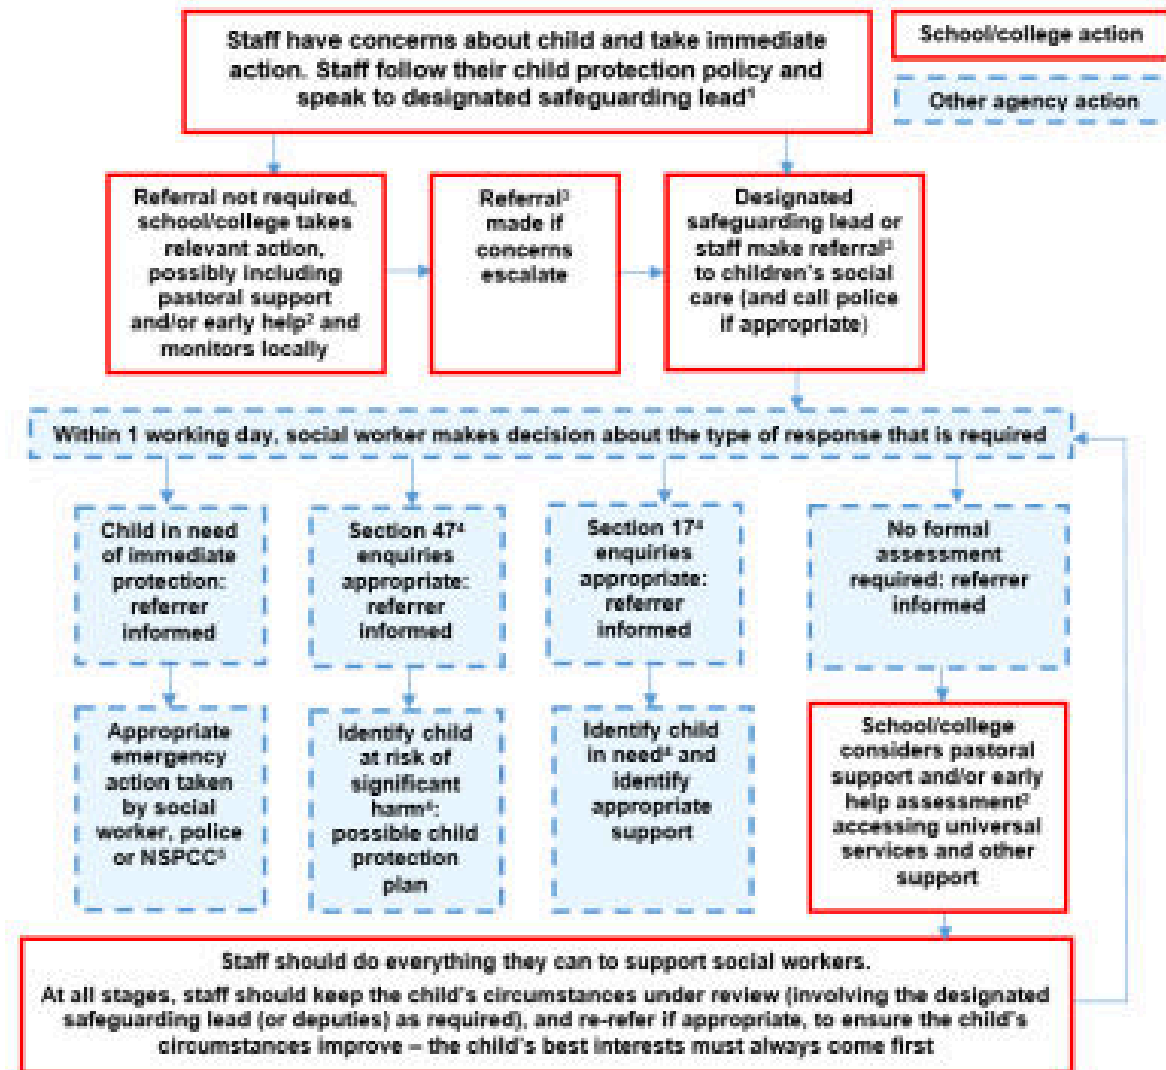 Staff have concerns about child and take immediate
action. Staff follow their child protection policy and
speak to designated safeguarding lead¹
School/college action
Other agency action
Referral not required,
school/college takes
relevant action,
possibly including
pastoral support
and/or early help² and
monitors locally
Referral³
made if
concerns
escalate
Designated
safeguarding lead or
staff make referral³
to children's social
care (and call police
if appropriate)
Within 1 working day, social worker makes decision about the type of response that is required
Child in need
of immediate
protection:
referrer
informed
Section 47⁴
enquiries
appropriate:
referrer
informed
Section 17⁴
enquiries
appropriate:
referrer
informed
No formal
assessment
required: referrer
informed
Appropriate
emergency
action taken
by social
worker, police
or NSPCC⁵
Identify child
at risk of
significant
harm⁴:
possible child
protection
plan
Identify child
in need⁴ and
identify
appropriate
support
School/college
considers pastoral
support and/or early
help assessment²
accessing universal
services and other
support
Staff should do everything they can to support social workers.
At all stages, staff should keep the child's circumstances under review (involving the designated
safeguarding lead (or deputies) as required), and re-refer if appropriate, to ensure the child's
circumstances improve – the child's best interests must always come first